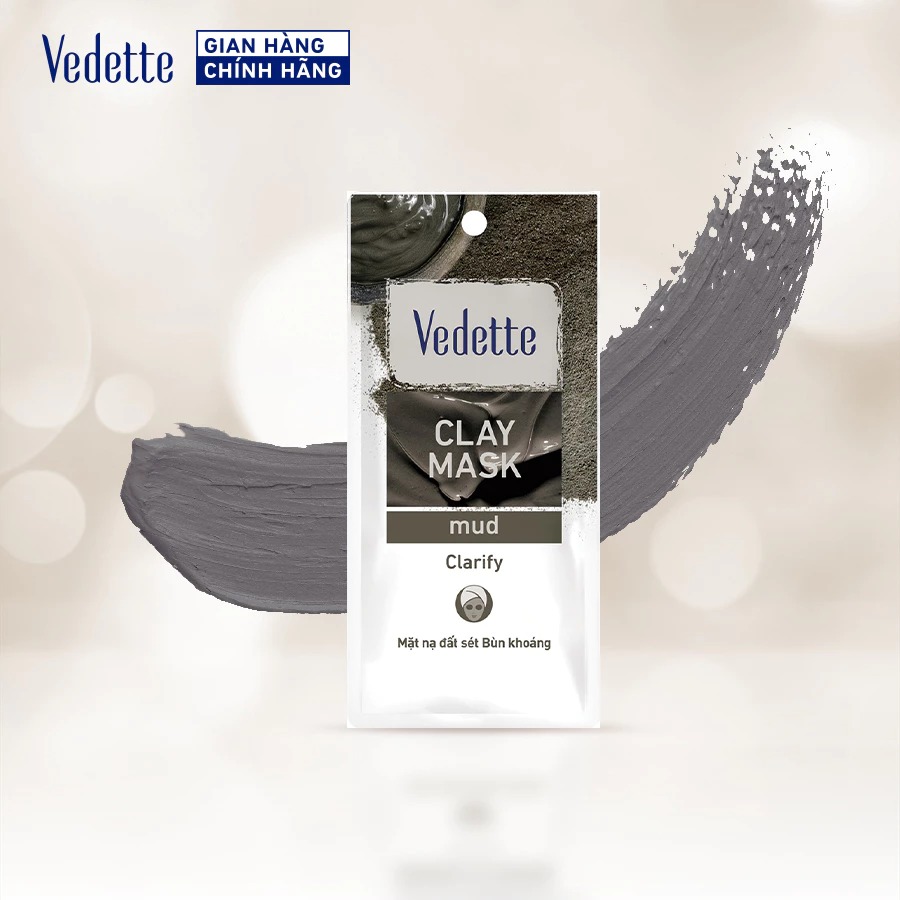 Vedette
GIAN HÀNG
CHÍNH HÃNG
Vedette
CLAY
MASK
mud
Clarify
Mặt nạ đất sét Bùn khoáng